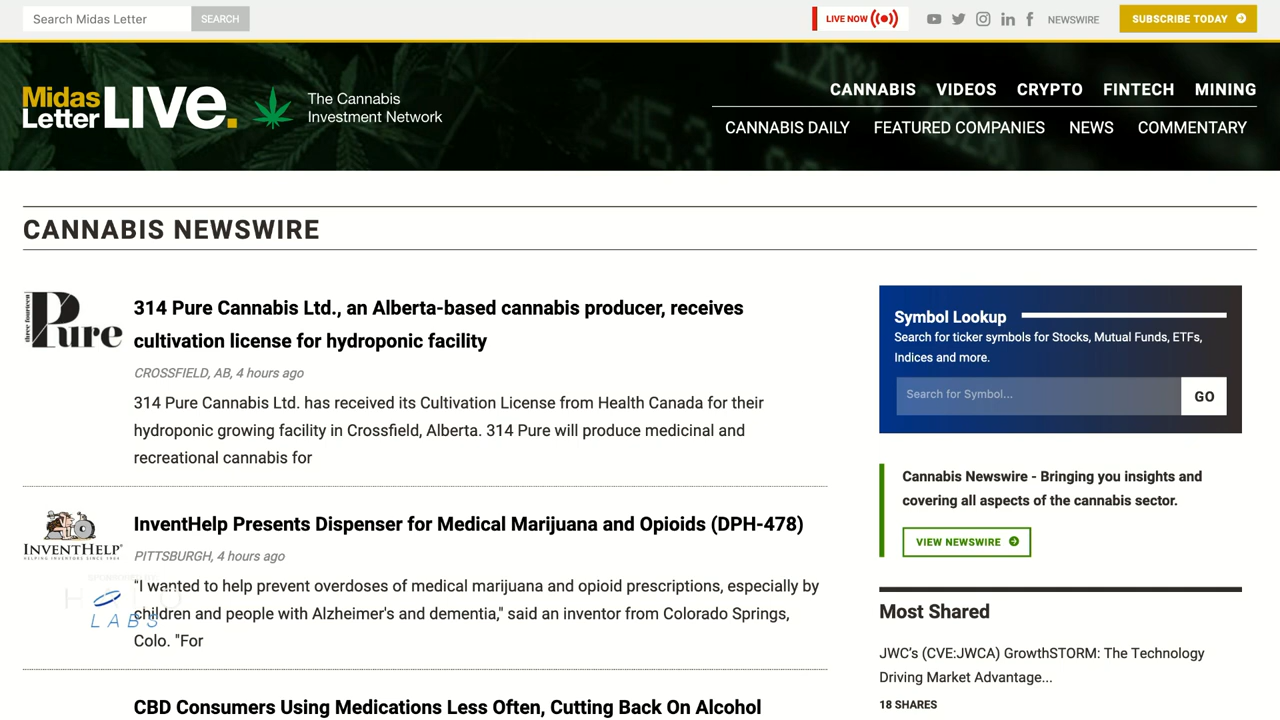 Search Midas Letter
SEARCH
LIVE NOW
NEWSWIRE
SUBSCRIBE TODAY
Midas
Letter
LIVE.
The Cannabis
Investment Network
CANNABIS VIDEOS CRYPTO FINTECH MINING
CANNABIS DAILY FEATURED COMPANIES NEWS COMMENTARY
CANNABIS NEWSWIRE
three fourteen
Pure
314 Pure Cannabis Ltd., an Alberta-based cannabis producer, receives
cultivation license for hydroponic facility
CROSSFIELD, AB, 4 hours ago
314 Pure Cannabis Ltd. has received its Cultivation License from Health Canada for their
hydroponic growing facility in Crossfield, Alberta. 314 Pure will produce medicinal and
recreational cannabis for
INVENTHELP®
HELPING INVENTORS SINCE 1984
InventHelp Presents Dispenser for Medical Marijuana and Opioids (DPH-478)
PITTSBURGH, 4 hours ago
"I wanted to help prevent overdoses of medical marijuana and opioid prescriptions, especially by
children and people with Alzheimer's and dementia," said an inventor from Colorado Springs,
Colo. "For
LABS
CBD Consumers Using Medications Less Often, Cutting Back On Alcohol
Symbol Lookup
Search for ticker symbols for Stocks, Mutual Funds, ETFs,
Indices and more.
Search for Symbol...
GO
Cannabis Newswire - Bringing you insights and
covering all aspects of the cannabis sector.
VIEW NEWSWIRE
Most Shared
JWC’s (CVE:JWCA) GrowthSTORM: The Technology
Driving Market Advantage...
18 SHARES